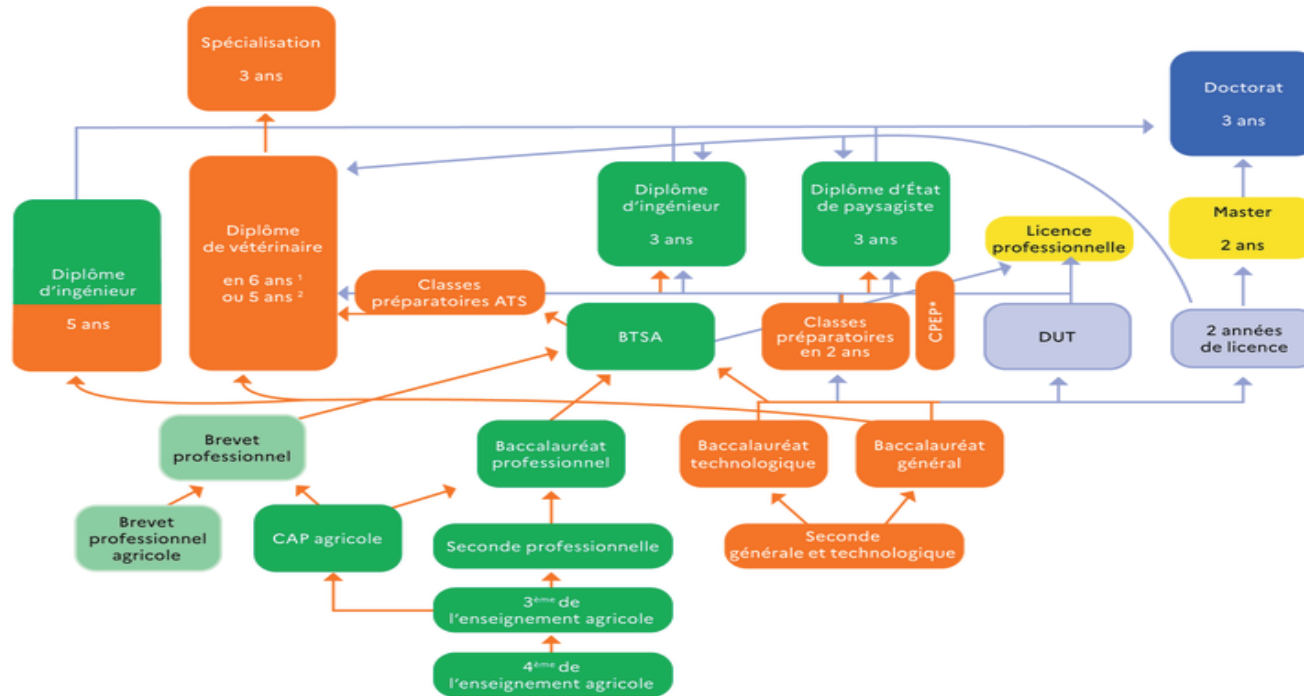 Spécialisation
3 ans
Doctorat
3 ans
Diplôme
d'ingénieur
3 ans
Diplôme d'État
de paysagiste
3 ans
Master
2 ans
Licence
professionnelle
Diplôme
de vétérinaire
en 6 ans ¹
ou 5 ans ²
Diplôme
d'ingénieur
5 ans
Classes
préparatoires ATS
BTSA
Classes
préparatoires
en 2 ans
CPEP*
DUT
2 années
de licence
Brevet
professionnel
Baccalauréat
professionnel
Baccalauréat
technologique
Baccalauréat
général
Brevet
professionnel
agricole
CAP agricole
Seconde professionnelle
Seconde
générale et technologique
3ème de
l'enseignement agricole
4ème de
l'enseignement agricole